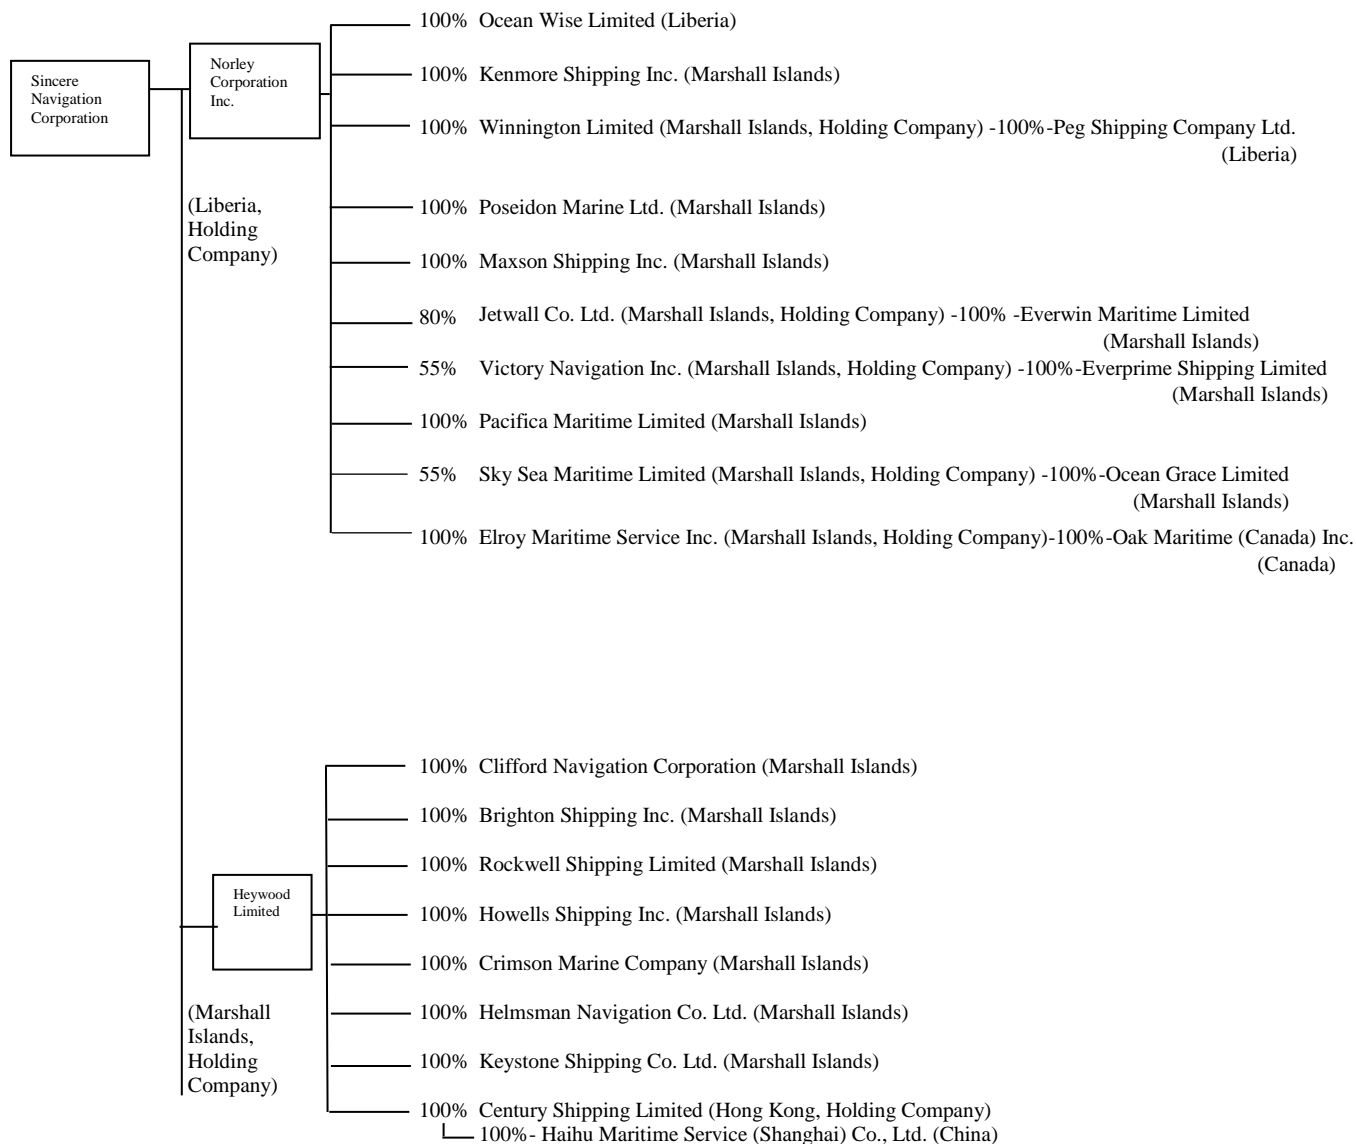 100% Ocean Wise Limited (Liberia)
Norley
Corporation
Inc.
Sincere
Navigation
Corporation
100% Kenmore Shipping Inc. (Marshall Islands)
100% Winnington Limited (Marshall Islands, Holding Company) -100%-Peg Shipping Company Ltd.
(Liberia)
(Liberia,
Holding
Company)
100% Poseidon Marine Ltd. (Marshall Islands)
100% Maxson Shipping Inc. (Marshall Islands)
80% Jetwall Co. Ltd. (Marshall Islands, Holding Company) -100% -Everwin Maritime Limited
(Marshall Islands)
55% Victory Navigation Inc. (Marshall Islands, Holding Company) -100%-Everprime Shipping Limited
(Marshall Islands)
100% Pacifica Maritime Limited (Marshall Islands)
55% Sky Sea Maritime Limited (Marshall Islands, Holding Company) -100%-Ocean Grace Limited
(Marshall Islands)
100% Elroy Maritime Service Inc. (Marshall Islands, Holding Company)-100%-Oak Maritime (Canada) Inc.
(Canada)
100% Clifford Navigation Corporation (Marshall Islands)
100% Brighton Shipping Inc. (Marshall Islands)
100% Rockwell Shipping Limited (Marshall Islands)
Heywood
Limited
100% Howells Shipping Inc. (Marshall Islands)
100% Crimson Marine Company (Marshall Islands)
(Marshall
Islands,
Holding
Company)
100% Helmsman Navigation Co. Ltd. (Marshall Islands)
100% Keystone Shipping Co. Ltd. (Marshall Islands)
100% Century Shipping Limited (Hong Kong, Holding Company)
100%- Haihu Maritime Service (Shanghai) Co., Ltd. (China)